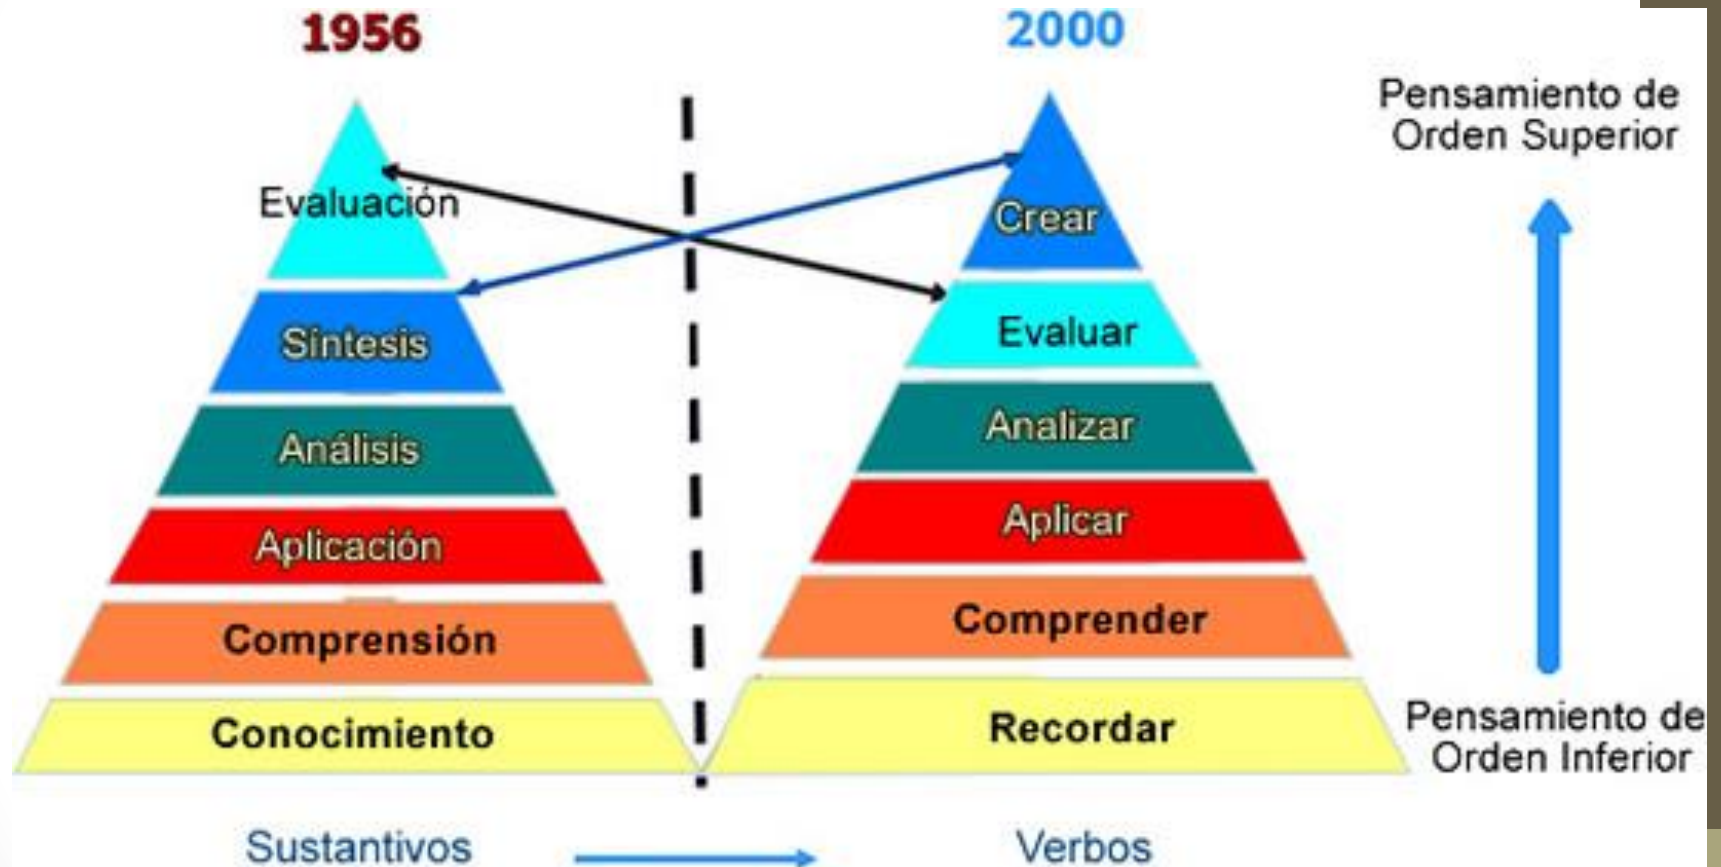 1956
2000
Pensamiento de
Orden Superior
Evaluación
Crear
Síntesis
Evaluar
Análisis
Analizar
Aplicación
Aplicar
Comprensión
Comprender
Conocimiento
Recordar
Pensamiento de
Orden Inferior
Sustantivos
Verbos